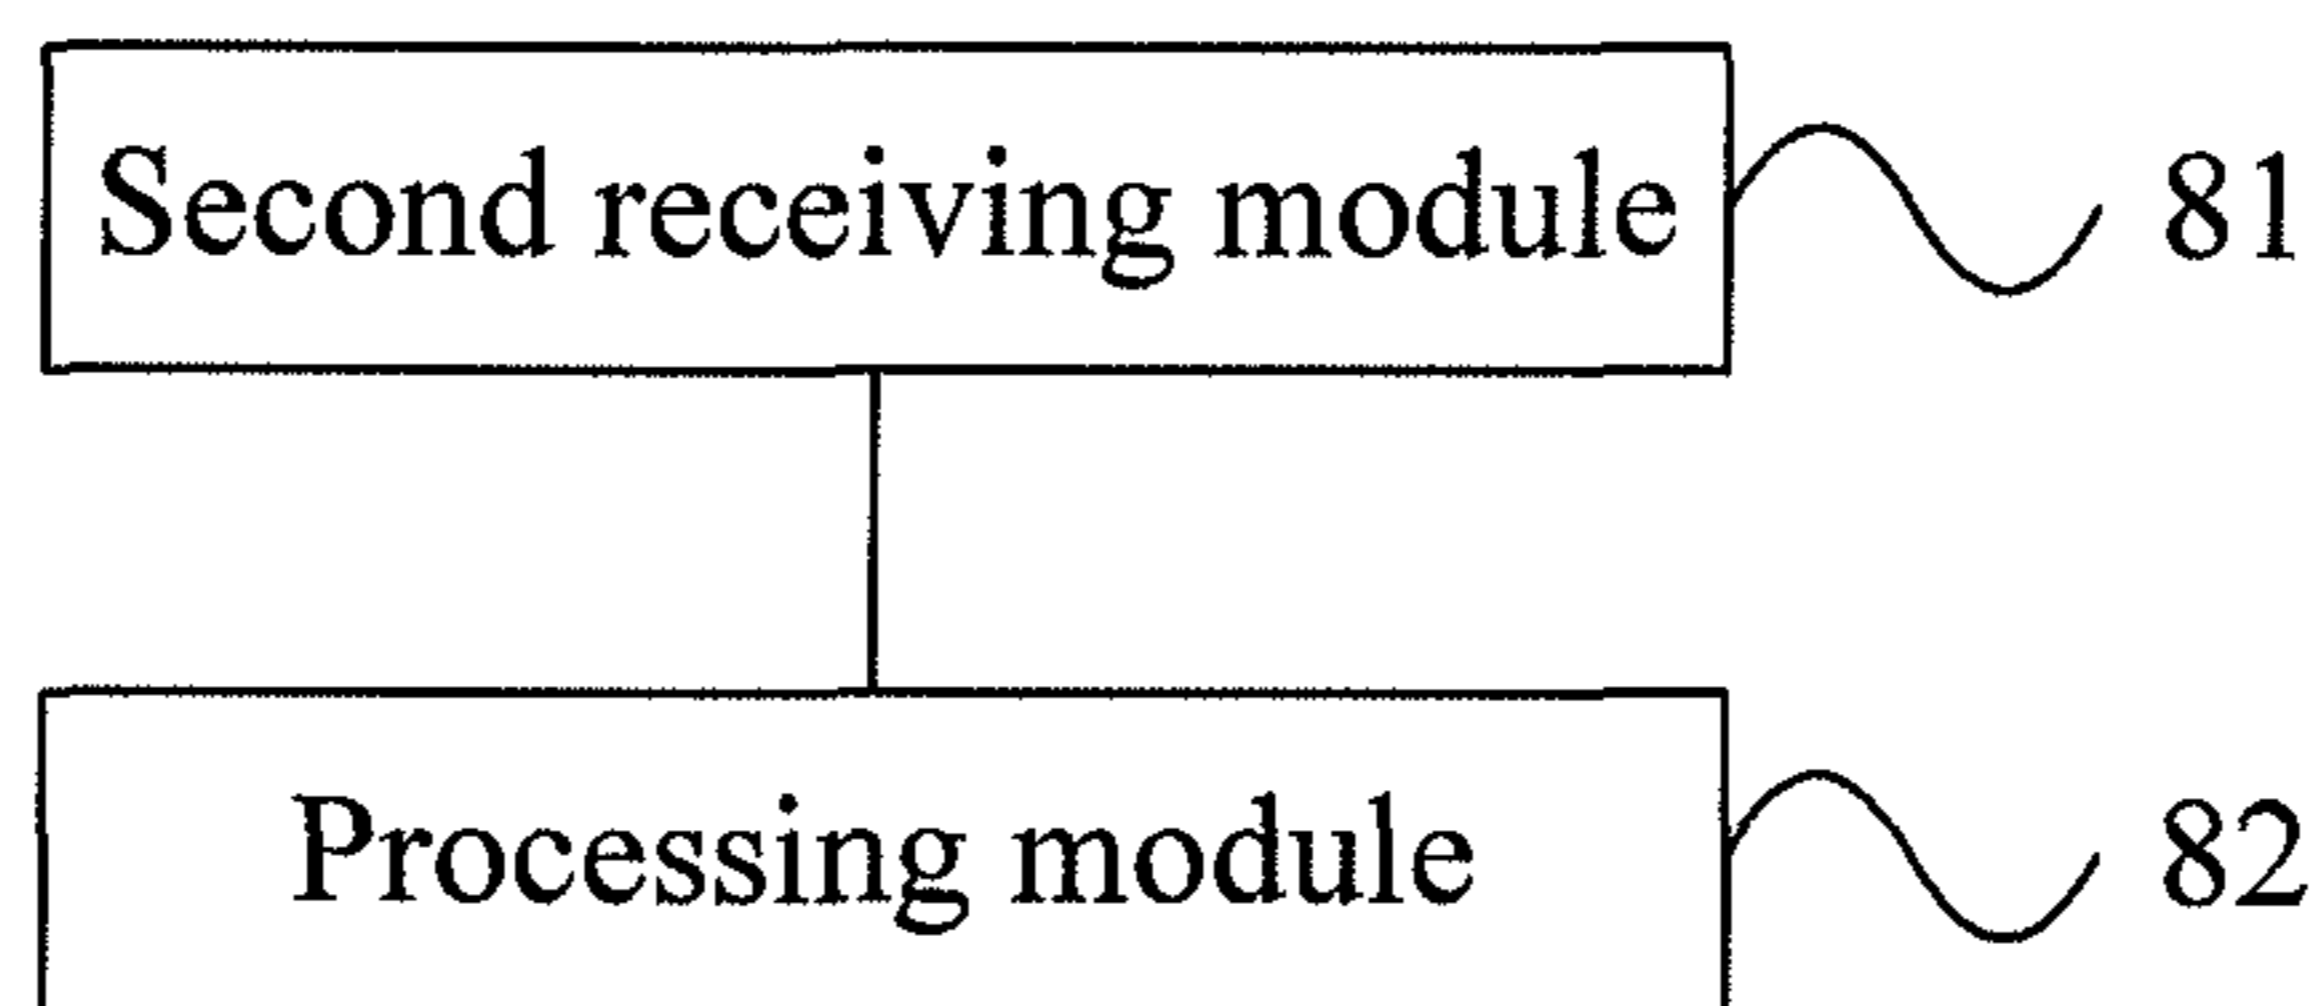 Second receiving module 81
Processing module 82